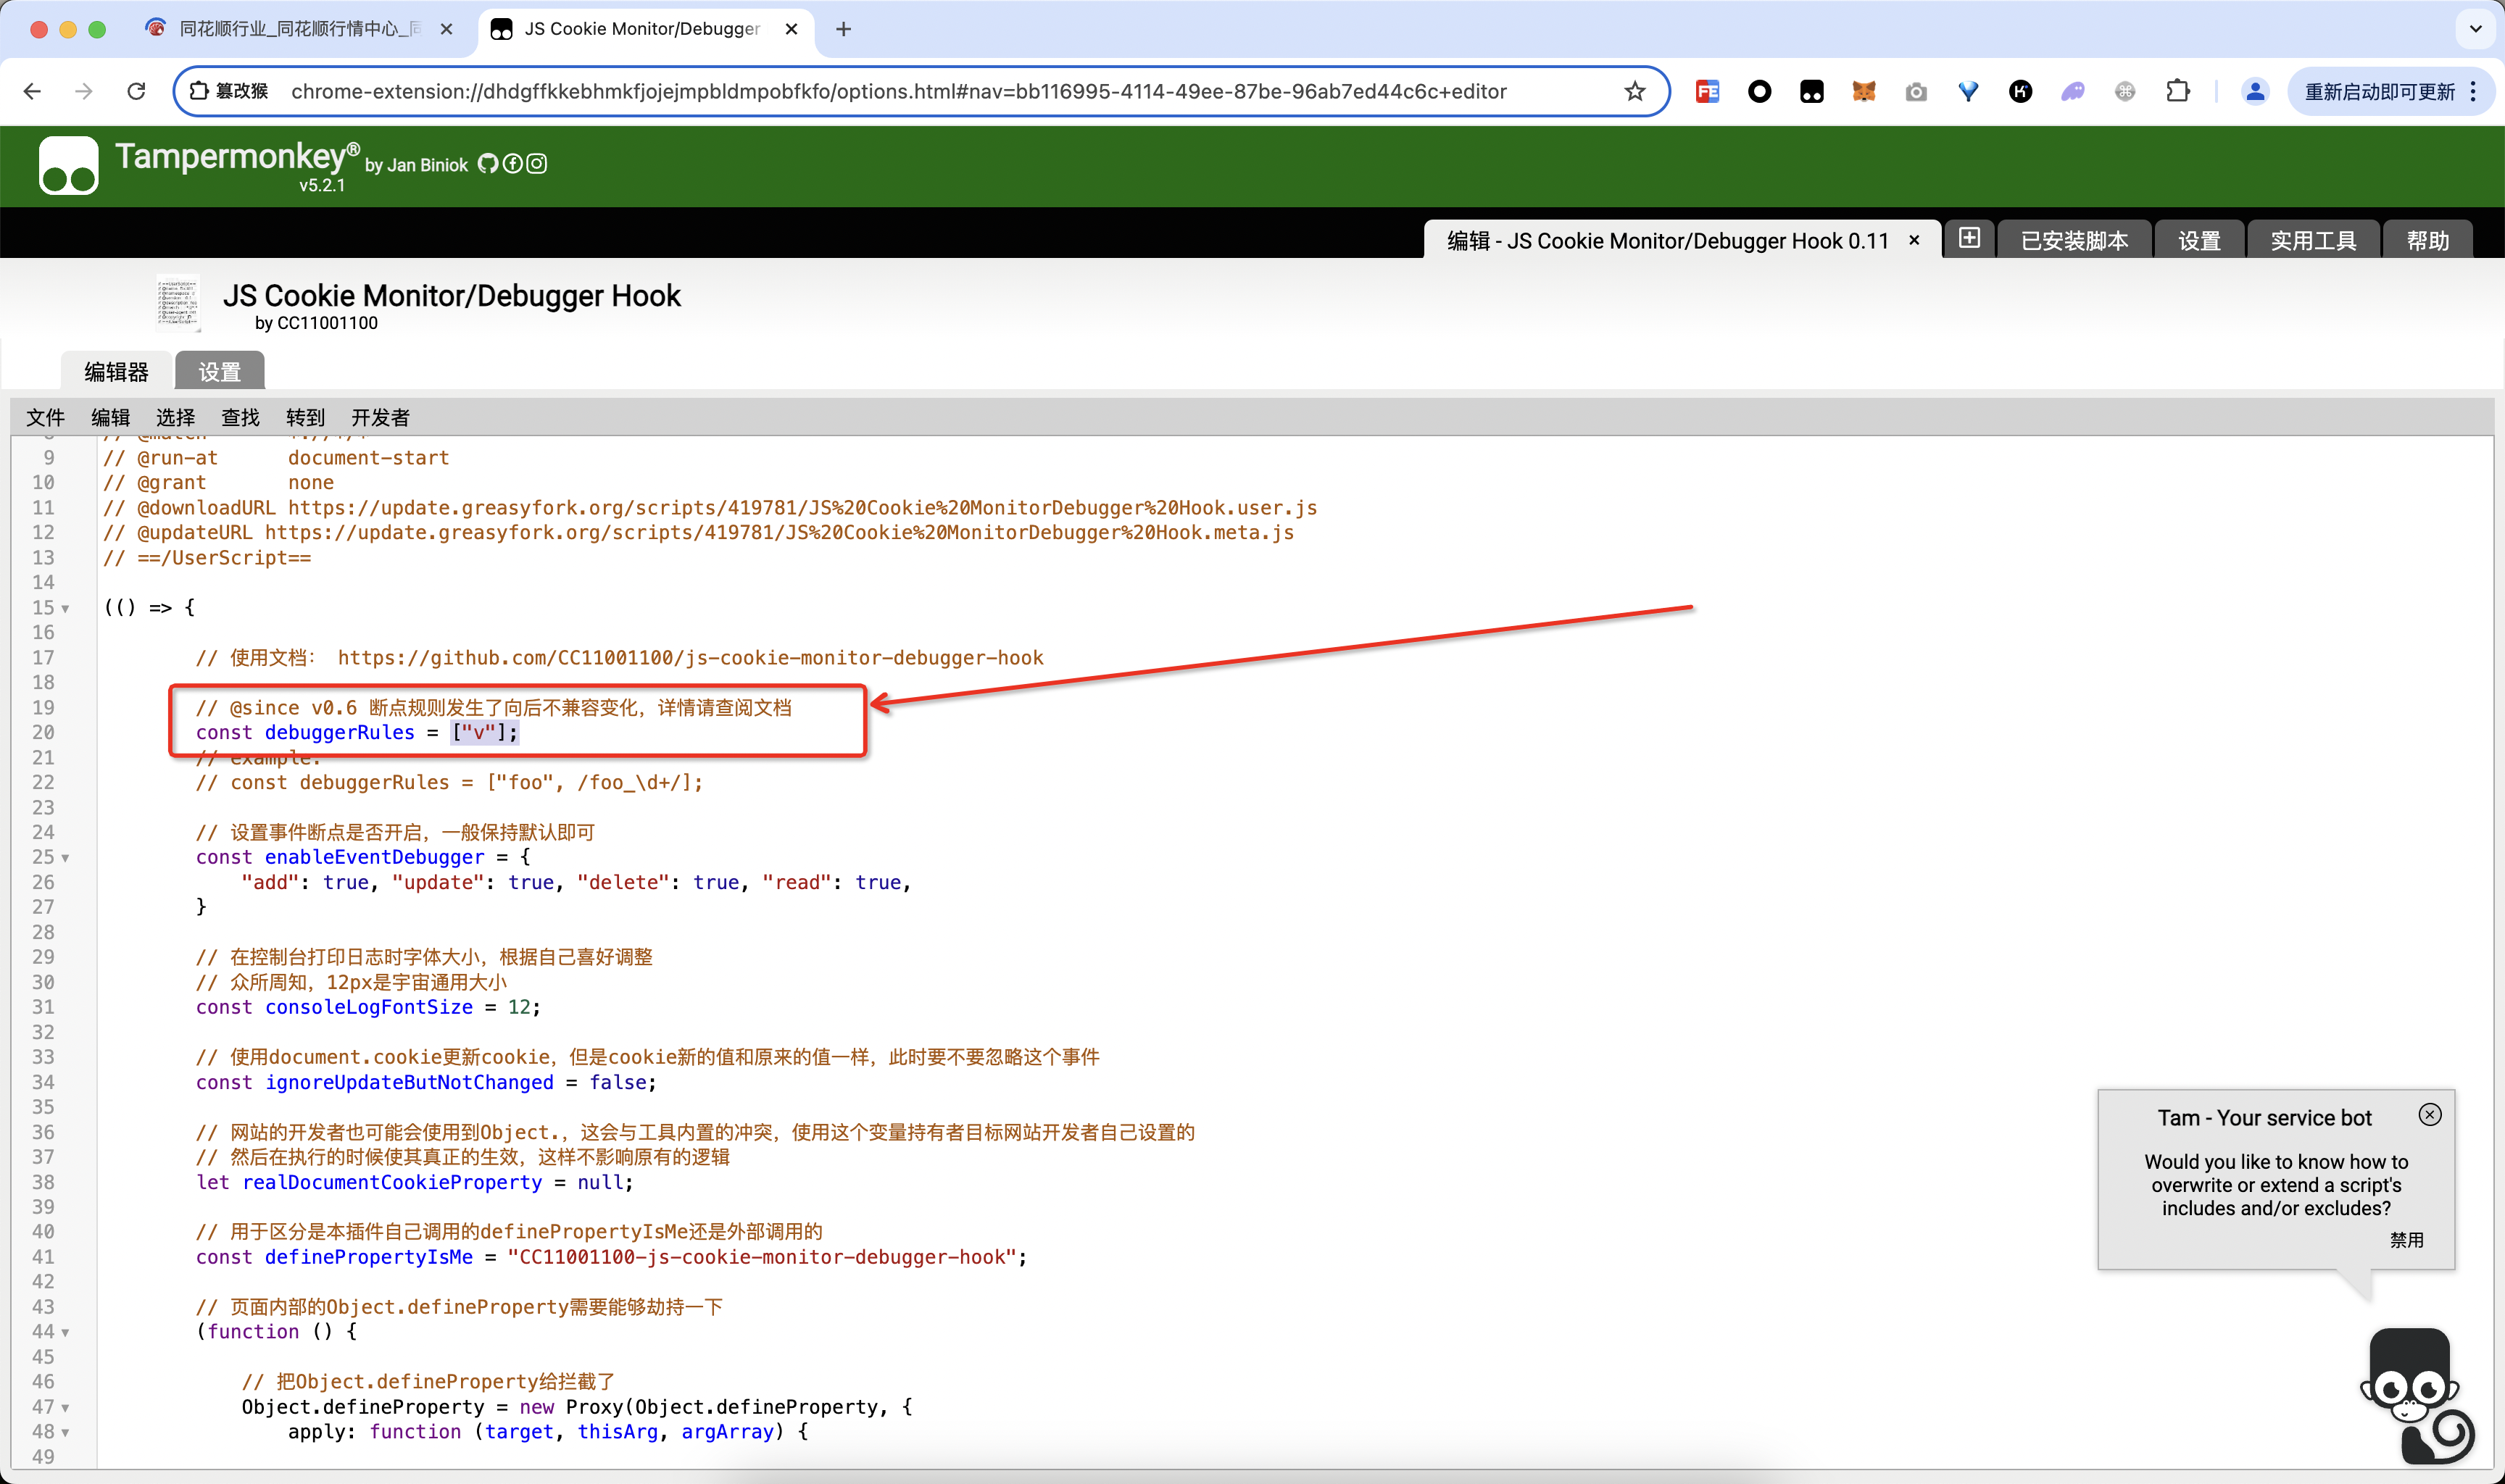 同花顺行业_同花顺行情中心_同
JS Cookie Monitor/Debugger
篡改猴
chrome-extension://dhdgffkkebhmkfjojejmpbldmpobfkfo/options.html#nav=bb116995-4114-49ee-87be-96ab7ed44c6c+editor
重新启动即可更新
Tampermonkey® by Jan Biniok
v5.2.1
编辑 - JS Cookie Monitor/Debugger Hook 0.11
已安装脚本
设置
实用工具
帮助
JS Cookie Monitor/Debugger Hook
by CC11001100
编辑器
设置
文件 编辑 选择 查找 转到 开发者
8 // @match *://*/*
9 // @run-at document-start
10 // @grant none
11 // @downloadURL https://update.greasyfork.org/scripts/419781/JS%20Cookie%20MonitorDebugger%20Hook.user.js
12 // @updateURL https://update.greasyfork.org/scripts/419781/JS%20Cookie%20MonitorDebugger%20Hook.meta.js
13 // ==/UserScript==
14
15 (() => {
16
17 // 使用文档： https://github.com/CC11001100/js-cookie-monitor-debugger-hook
18
19 // @since v0.6 断点规则发生了向后不兼容变化，详情请查阅文档
20 const debuggerRules = ["v"];
21 // example:
22 // const debuggerRules = ["foo", /foo_\d+/];
23
24 // 设置事件断点是否开启，一般保持默认即可
25 const enableEventDebugger = {
26 "add": true, "update": true, "delete": true, "read": true,
27 }
28
29 // 在控制台打印日志时字体大小，根据自己喜好调整
30 // 众所周知，12px是宇宙通用大小
31 const consoleLogFontSize = 12;
32
33 // 使用document.cookie更新cookie，但是cookie新的值和原来的值一样，此时要不要忽略这个事件
34 const ignoreUpdateButNotChanged = false;
35
36 // 网站的开发者也可能会使用到Object.，这会与工具内置的冲突，使用这个变量持有者目标网站开发者自己设置的
37 // 然后在执行的时候使其真正的生效，这样不影响原有的逻辑
38 let realDocumentCookieProperty = null;
39
40 // 用于区分是本插件自己调用的definePropertyIsMe还是外部调用的
41 const definePropertyIsMe = "CC11001100-js-cookie-monitor-debugger-hook";
42
43 // 页面内部的Object.defineProperty需要能够劫持一下
44 (function () {
45
46 // 把Object.defineProperty给拦截了
47 Object.defineProperty = new Proxy(Object.defineProperty, {
48 apply: function (target, thisArg, argArray) {
49
Tam - Your service bot
Would you like to know how to
overwrite or extend a script's
includes and/or excludes?
禁用